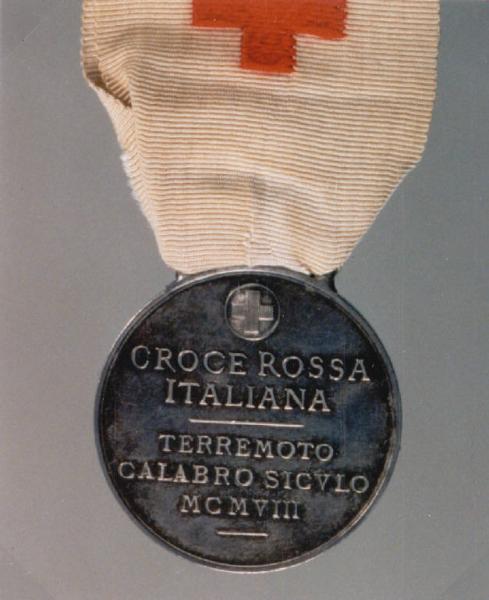 CROCE ROSSA
ITALIANA
TERREMOTO
CALABRO SICVLO
MCMVIII